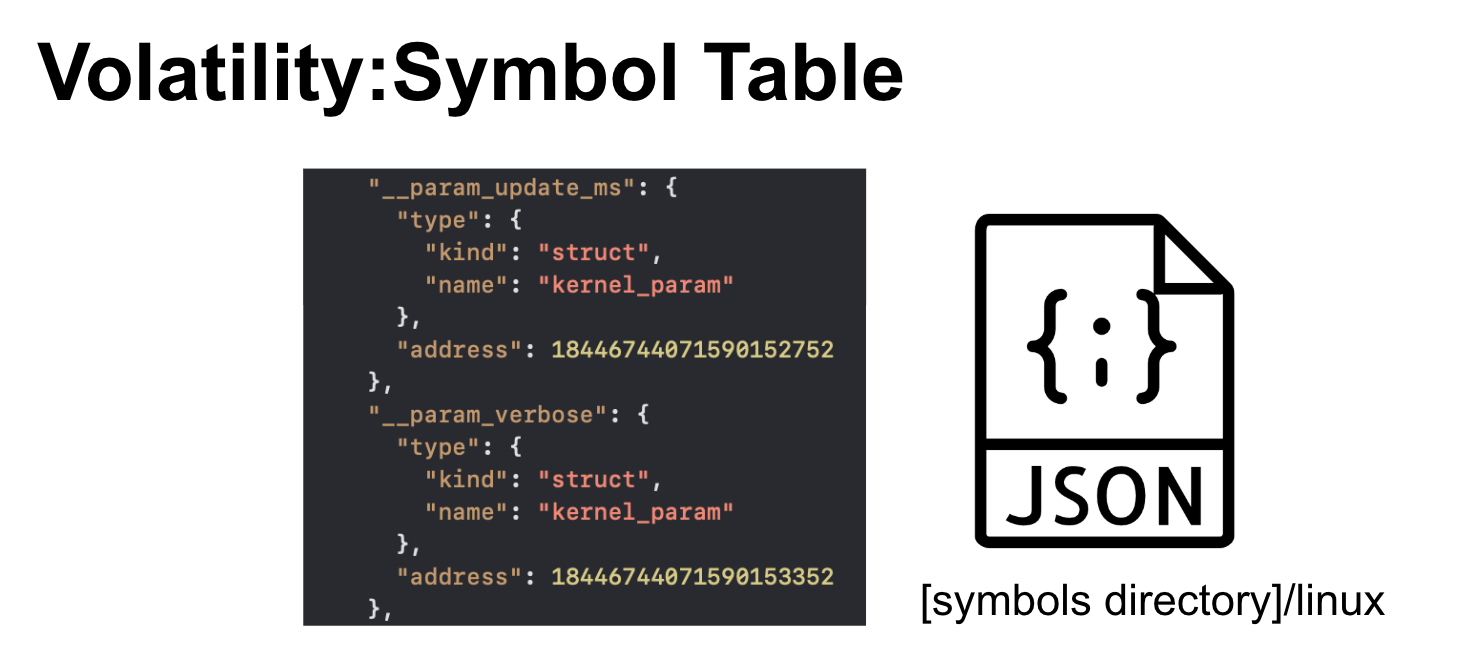 Volatility:Symbol Table
"__param_update_ms": {
"type": {
"kind": "struct",
"name": "kernel_param"
},
"address": 18446744071590152752
},
"__param_verbose": {
"type": {
"kind": "struct",
"name": "kernel_param"
},
"address": 18446744071590153352
},
{;}
JSON
[symbols directory]/linux